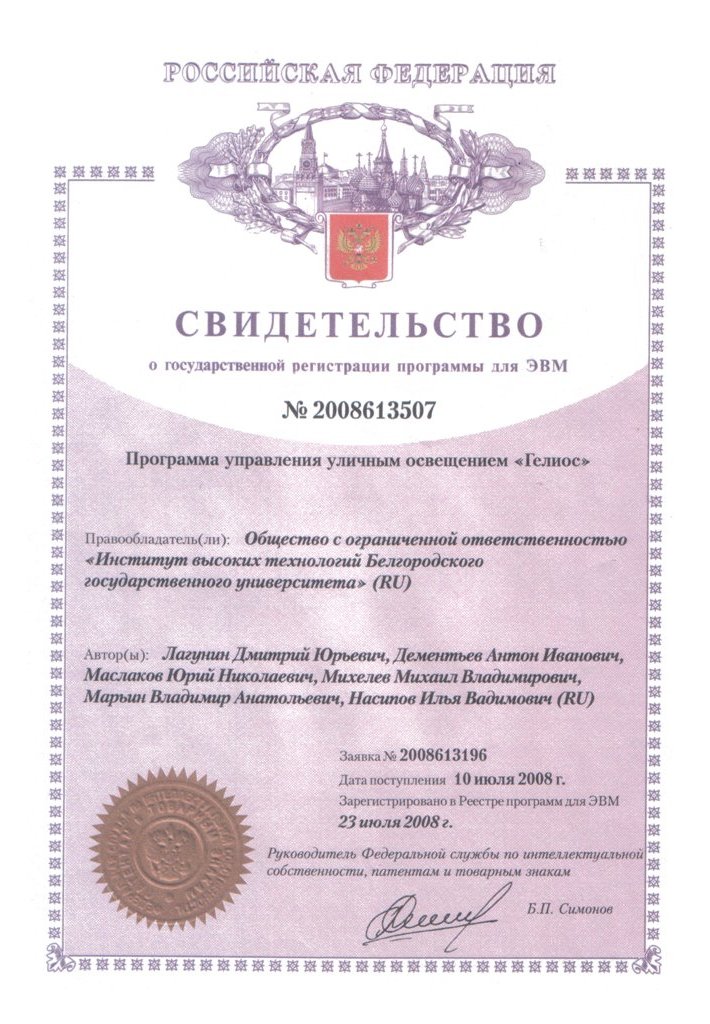 РОССИЙСКАЯ ФЕДЕРАЦИЯ
СВИДЕТЕЛЬСТВО
о государственной регистрации программы для ЭВМ
№ 2008613507
Программа управления уличным освещением «Гелиос»
Правообладатель(ли): Общество с ограниченной ответственностью
«Институт высоких технологий Белгородского
государственного университета» (RU)
Автор(ы): Лагунин Дмитрий Юрьевич, Дементьев Антон Иванович,
Маслаков Юрий Николаевич, Михелев Михаил Владимирович,
Марьин Владимир Анатольевич, Насипов Илья Вадимович (RU)
Заявка № 2008613196
Дата поступления 10 июля 2008 г.
Зарегистрировано в Реестре программ для ЭВМ
23 июля 2008 г.
Руководитель Федеральной службы по интеллектуальной
собственности, патентам и товарным знакам
Б.П. Симонов